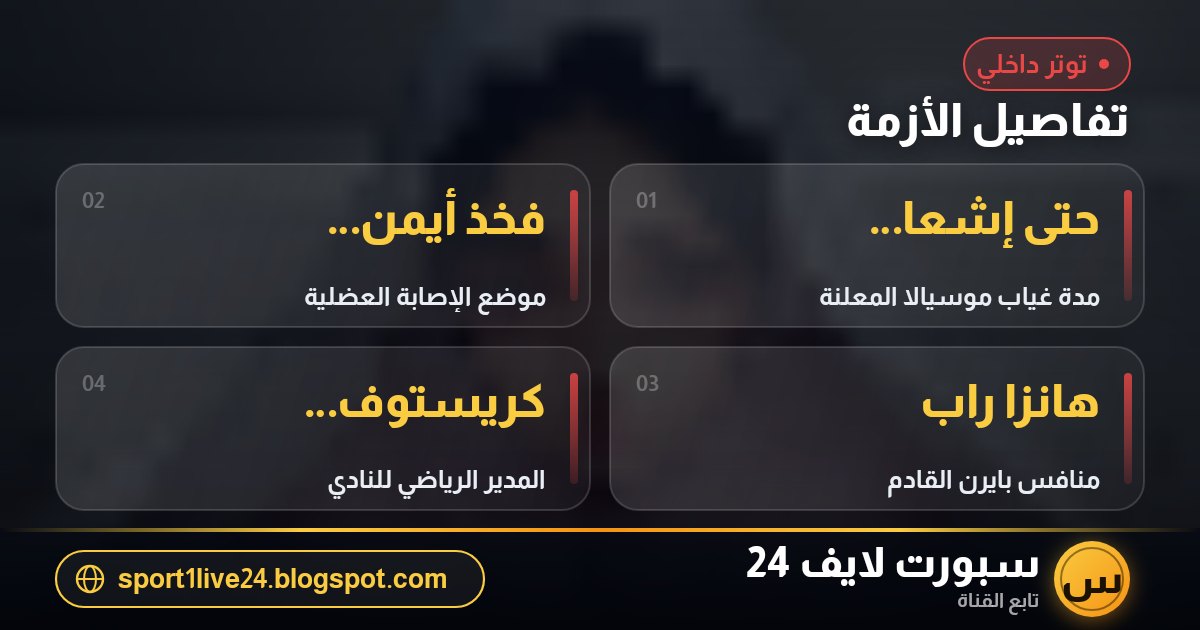 • توتر داخلي
تفاصيل الأزمة
01
حتى إشعا...
مدة غياب موسيالا المعلنة
02
فخذ أيمن...
موضع الإصابة العضلية
03
هانزا راب
منافس بايرن القادم
04
كريستوف...
المدير الرياضي للنادي
س
سبورت لايف 24
تابع القناة
sport1live24.blogspot.com